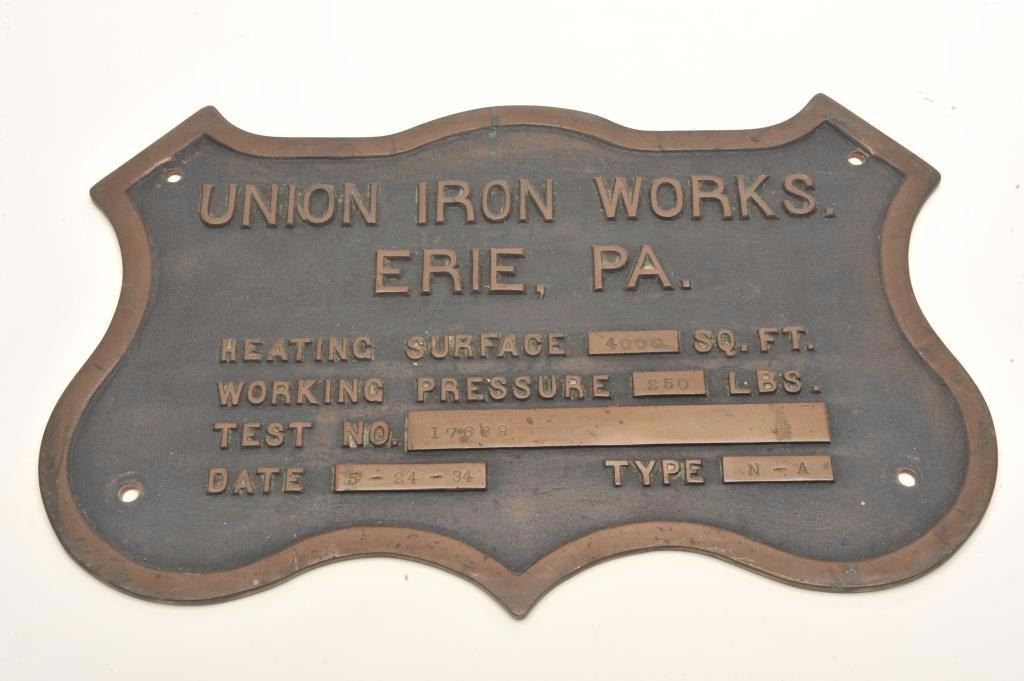 UNION IRON WORKS.
ERIE, PA.
HEATING SURFACE 4000 SQ. FT.
WORKING PRESSURE 250 LBS.
TEST NO. 17689
DATE 5-24-34 TYPE N-A